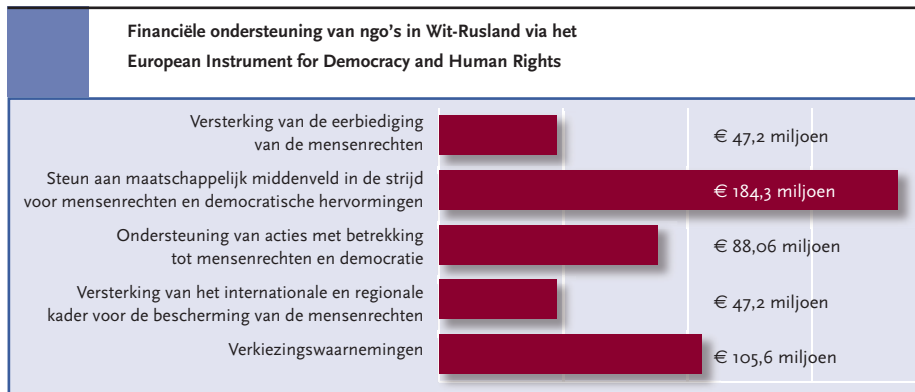 Financiële ondersteuning van ngo’s in Wit-Rusland via het
European Instrument for Democracy and Human Rights
Versterking van de eerbiediging
van de mensenrechten
€ 47,2 miljoen
Steun aan maatschappelijk middenveld in de strijd
voor mensenrechten en democratische hervormingen
€ 184,3 miljoen
Ondersteuning van acties met betrekking
tot mensenrechten en democratie
€ 88,06 miljoen
Versterking van het internationale en regionale
kader voor de bescherming van de mensenrechten
€ 47,2 miljoen
Verkiezingswaarnemingen
€ 105,6 miljoen